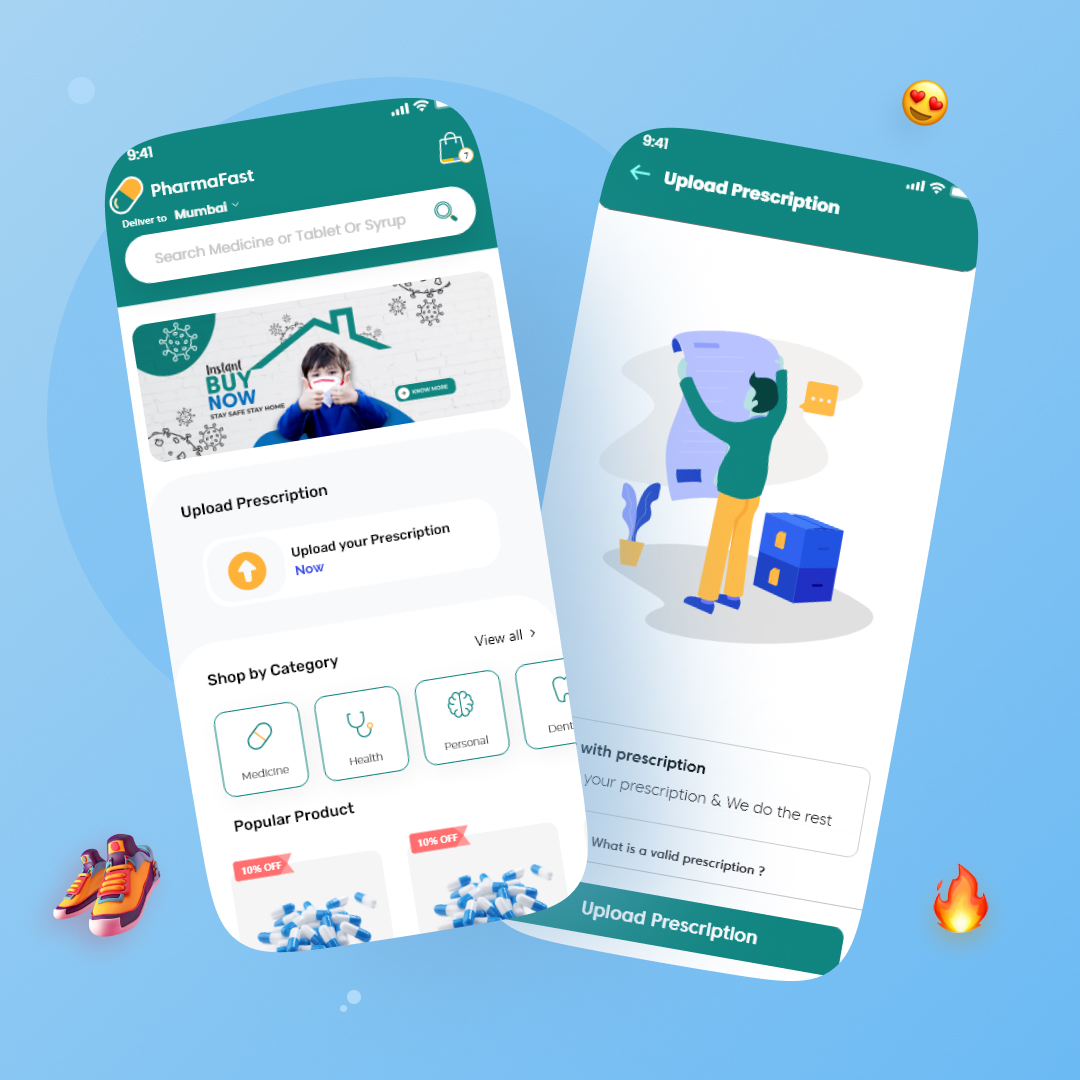 9:41
7
PharmaFast
Deliver to Mumbai
Search Medicine or Tablet Or Syrup
Instant
BUY
NOW
STAY SAFE STAY HOME
KNOW MORE
Upload Prescription
Upload your Prescription
Now
Shop by Category
View all
Medicine
Health
Personal
Dent
Popular Product
10% OFF
10% OFF
9:41
Upload Prescription
with prescription
your prescription & We do the rest
What is a valid prescription ?
Upload Prescription